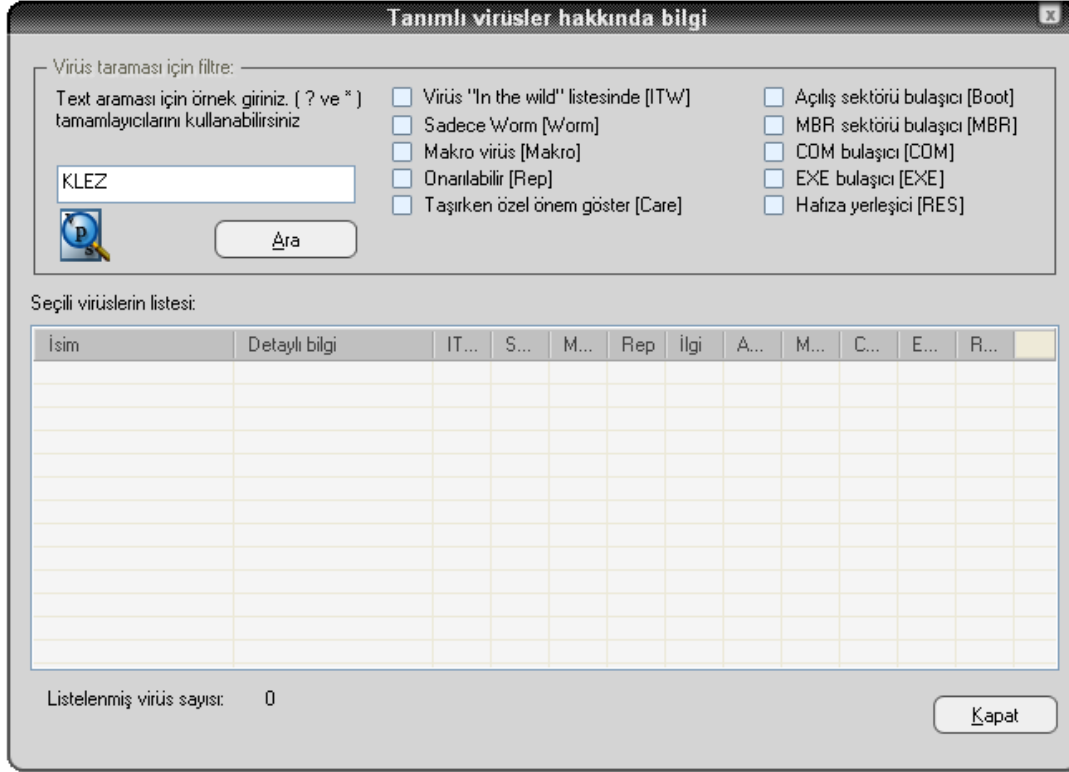 Tanımlı virüsler hakkında bilgi
x
Virüs taraması için filtre:
Text araması için örnek giriniz. ( ? ve * )
tamamlayıcılarını kullanabilirsiniz
KLEZ
vps
Ara
Virüs "In the wild" listesinde [ITW]
Sadece Worm [Worm]
Makro virüs [Makro]
Onarılabilir [Rep]
Taşırken özel önem göster [Care]
Açılış sektörü bulaşıcı [Boot]
MBR sektörü bulaşıcı [MBR]
COM bulaşıcı [COM]
EXE bulaşıcı [EXE]
Hafıza yerleşici [RES]
Seçili virüslerin listesi:
İsim Detaylı bilgi IT... S... M... Rep İlgi A... M... C... E... R...
Listelenmiş virüs sayısı: 0
Kapat